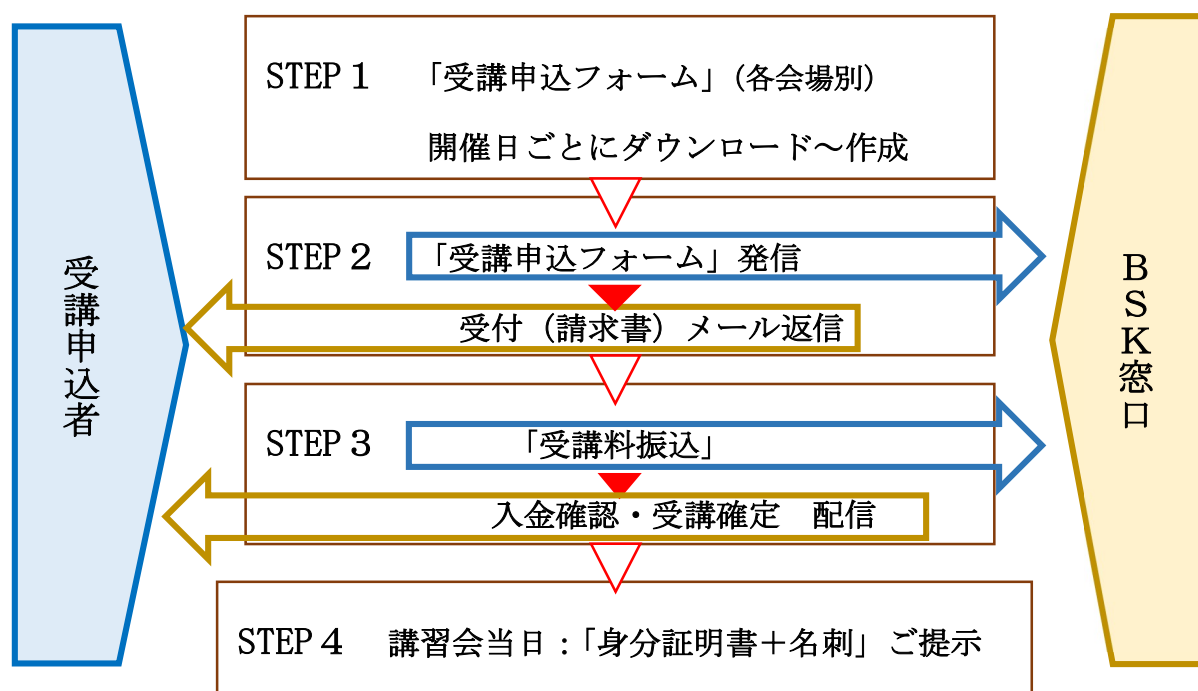 受講申込者
STEP１ 「受講申込フォーム」（各会場別）
開催日ごとにダウンロード～作成
STEP２ 「受講申込フォーム」発信
受付（請求書）メール返信
STEP３ 「受講料振込」
入金確認・受講確定　配信
STEP４ 講習会当日：「身分証明書＋名刺」ご提示
ＢＳＫ窓口